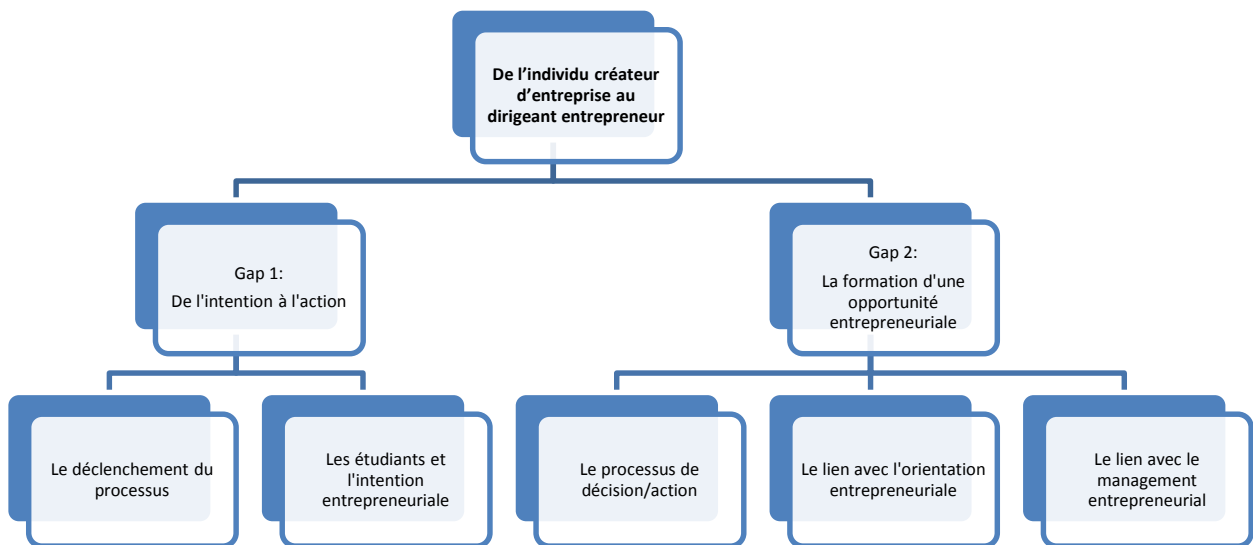 De l’individu créateur
d’entreprise au
dirigeant entrepreneur
Gap 1:
De l'intention à l'action
Gap 2:
La formation d'une
opportunité
entrepreneuriale
Le déclenchement du
processus
Les étudiants et
l'intention
entrepreneuriale
Le processus de
décision/action
Le lien avec l'orientation
entrepreneuriale
Le lien avec le
management
entrepreneurial